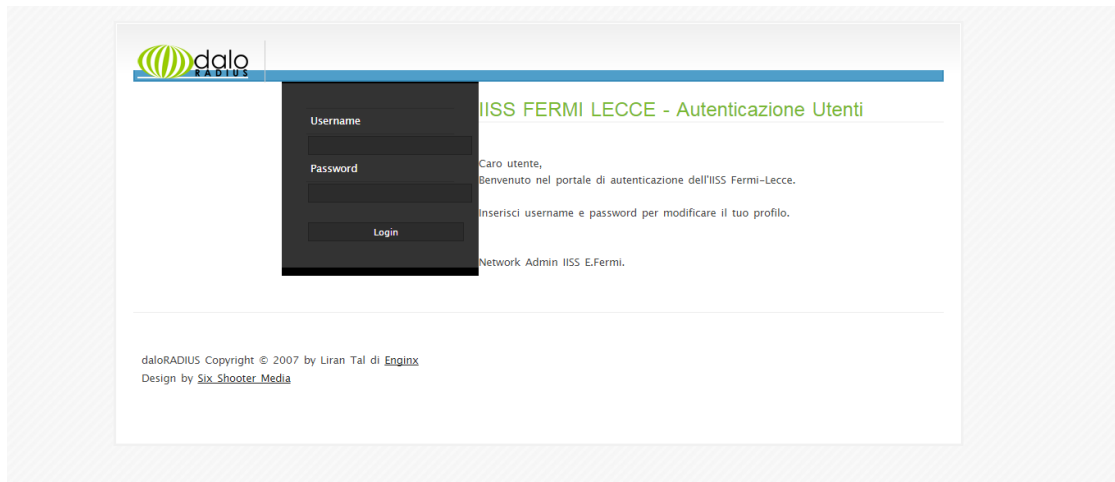 dalo
RADIUS
Username
Password
Login
IISS FERMI LECCE - Autenticazione Utenti
Caro utente,
Benvenuto nel portale di autenticazione dell'IISS Fermi-Lecce.
Inserisci username e password per modificare il tuo profilo.
Network Admin IISS E.Fermi.
daloRADIUS Copyright © 2007 by Liran Tal di Enginx
Design by Six Shooter Media